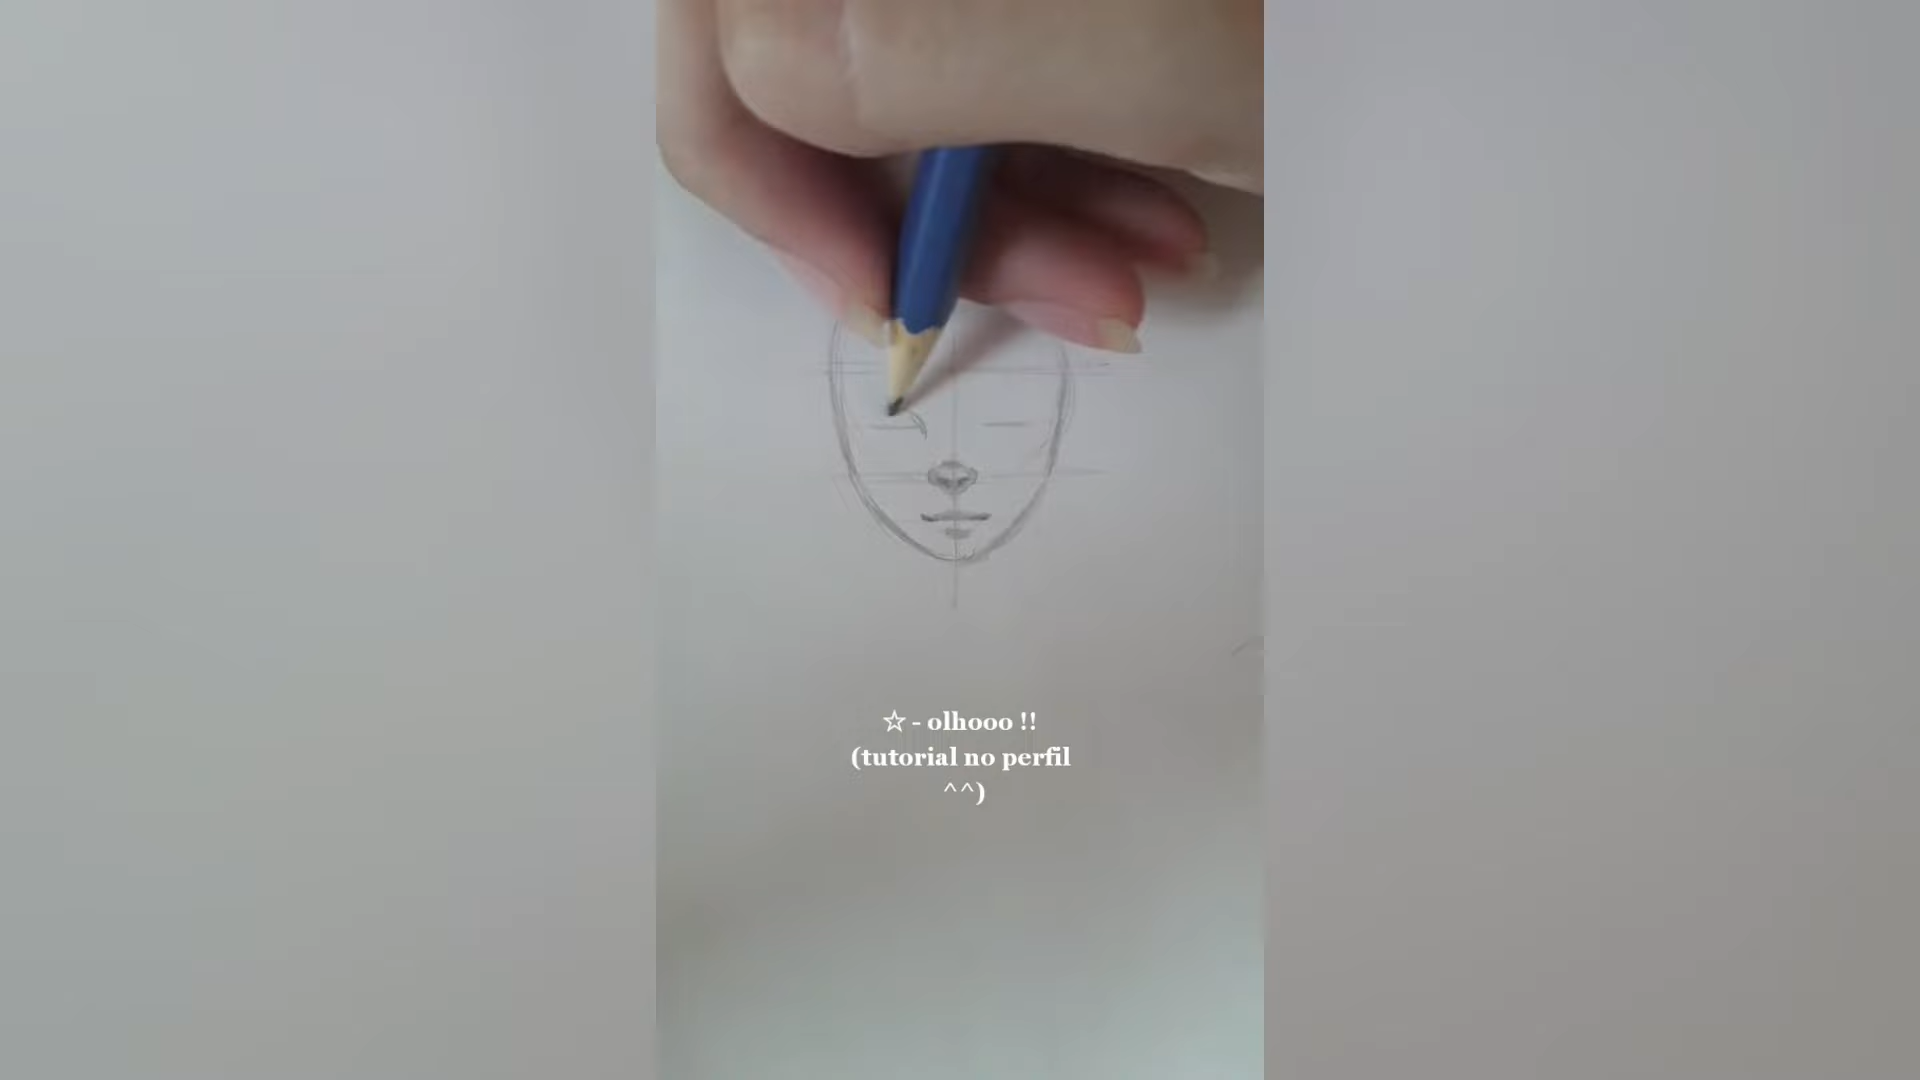 ☆ - olhooo !!
(tutorial no perfil
^^)